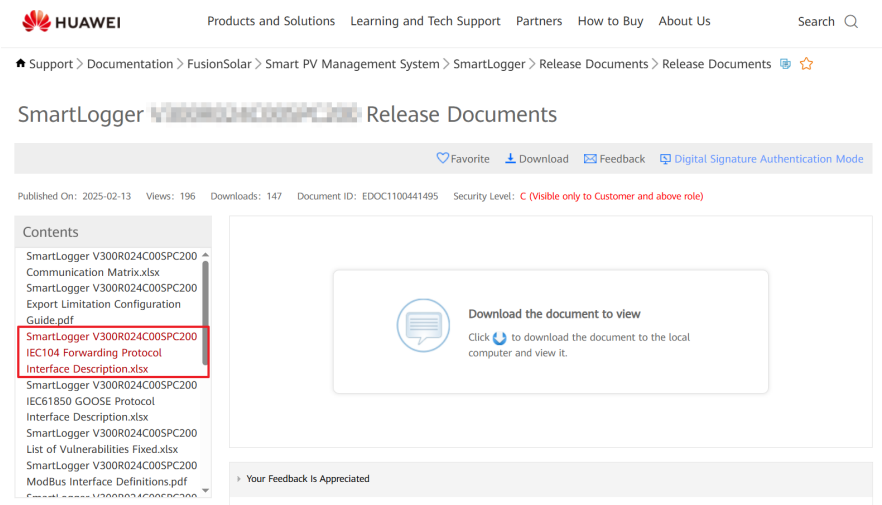 HUAWEI
Products and Solutions Learning and Tech Support Partners How to Buy About Us Search
Support > Documentation > FusionSolar > Smart PV Management System > SmartLogger > Release Documents > Release Documents
SmartLogger Release Documents
Favorite Download Feedback Digital Signature Authentication Mode
Published On: 2025-02-13 Views: 196 Downloads: 147 Document ID: EDOC1100441495 Security Level: C (Visible only to Customer and above role)
Contents
SmartLogger V300R024C00SPC200
Communication Matrix.xlsx
SmartLogger V300R024C00SPC200
Export Limitation Configuration
Guide.pdf
SmartLogger V300R024C00SPC200
IEC104 Forwarding Protocol
Interface Description.xlsx
SmartLogger V300R024C00SPC200
IEC61850 GOOSE Protocol
Interface Description.xlsx
SmartLogger V300R024C00SPC200
List of Vulnerabilities Fixed.xlsx
SmartLogger V300R024C00SPC200
ModBus Interface Definitions.pdf
SmartLogger V300R024C00SPC200
Download the document to view
Click to download the document to the local
computer and view it.
Your Feedback Is Appreciated